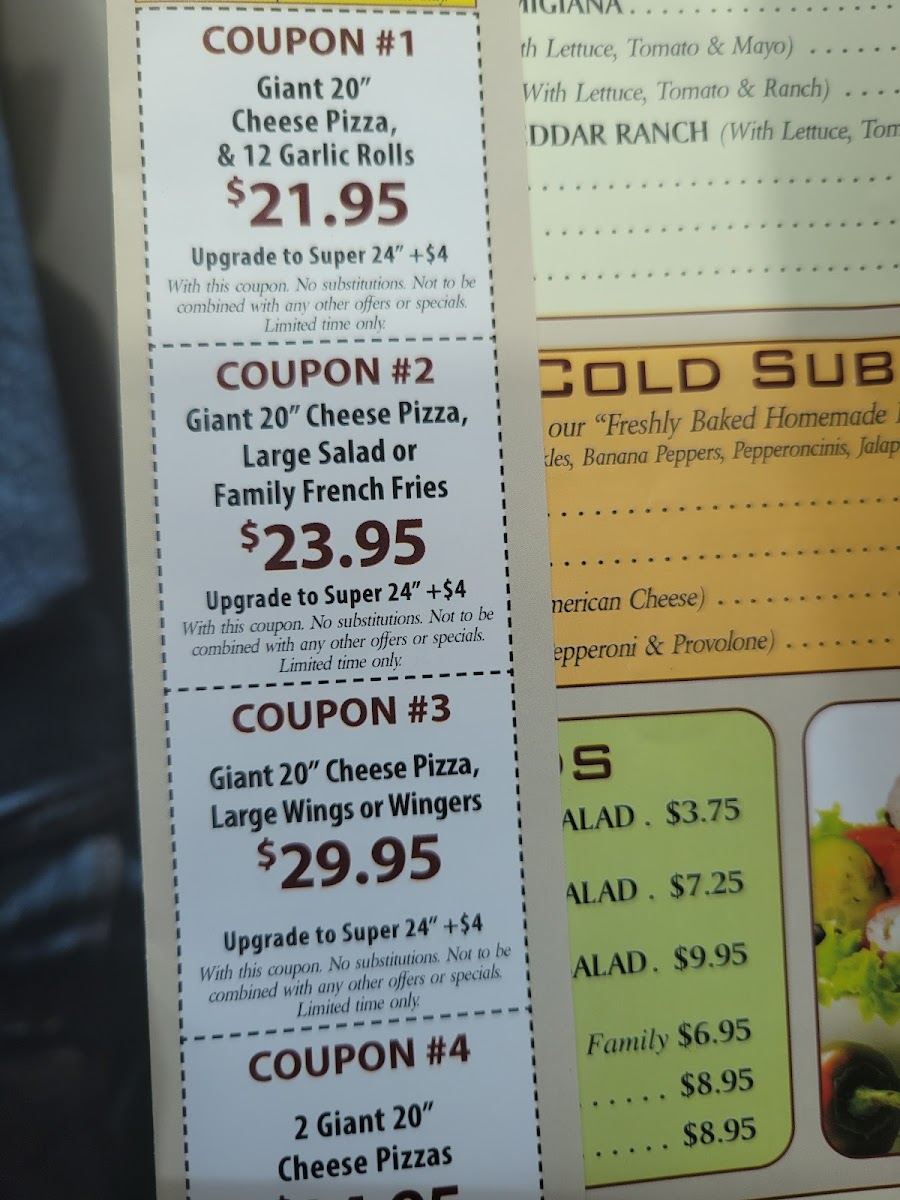 COUPON #1
Giant 20"
Cheese Pizza,
& 12 Garlic Rolls
$21.95
Upgrade to Super 24" +$4
With this coupon. No substitutions. Not to be
combined with any other offers or specials.
Limited time only.
COUPON #2
Giant 20" Cheese Pizza,
Large Salad or
Family French Fries
$23.95
Upgrade to Super 24" +$4
With this coupon. No substitutions. Not to be
combined with any other offers or specials.
Limited time only.
COUPON #3
Giant 20" Cheese Pizza,
Large Wings or Wingers
$29.95
Upgrade to Super 24" +$4
With this coupon. No substitutions. Not to be
combined with any other offers or specials.
Limited time only.
COUPON #4
2 Giant 20"
Cheese Pizzas
MIGIANA
th Lettuce, Tomato & Mayo)
With Lettuce, Tomato & Ranch)
DDAR RANCH (With Lettuce, Tom
COLD SUB
our "Freshly Baked Homemade
les, Banana Peppers, Pepperoncinis, Jalap
merican Cheese)
epperoni & Provolone)
DS
ALAD . $3.75
ALAD . $7.25
ALAD . $9.95
Family $6.95
..... $8.95
..... $8.95